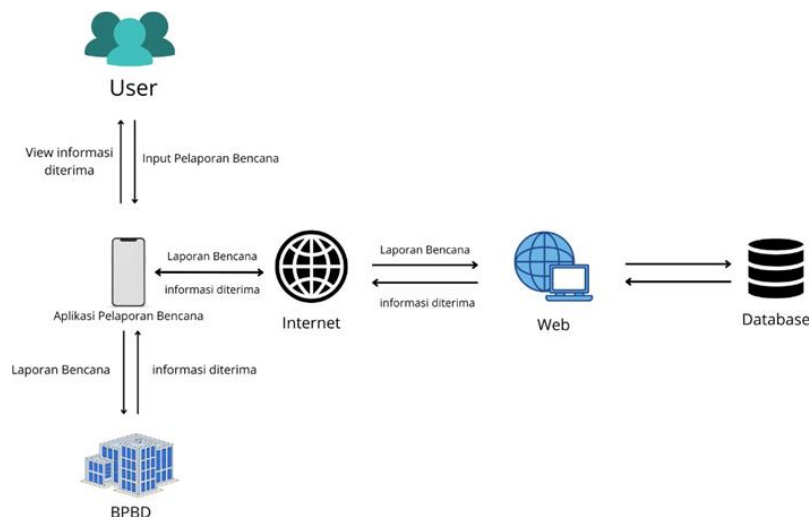 User
View informasi
diterima
Input Pelaporan Bencana
Laporan Bencana
informasi diterima
Aplikasi Pelaporan Bencana
Internet
Laporan Bencana
informasi diterima
Web
Database
Laporan Bencana
informasi diterima
BPBD